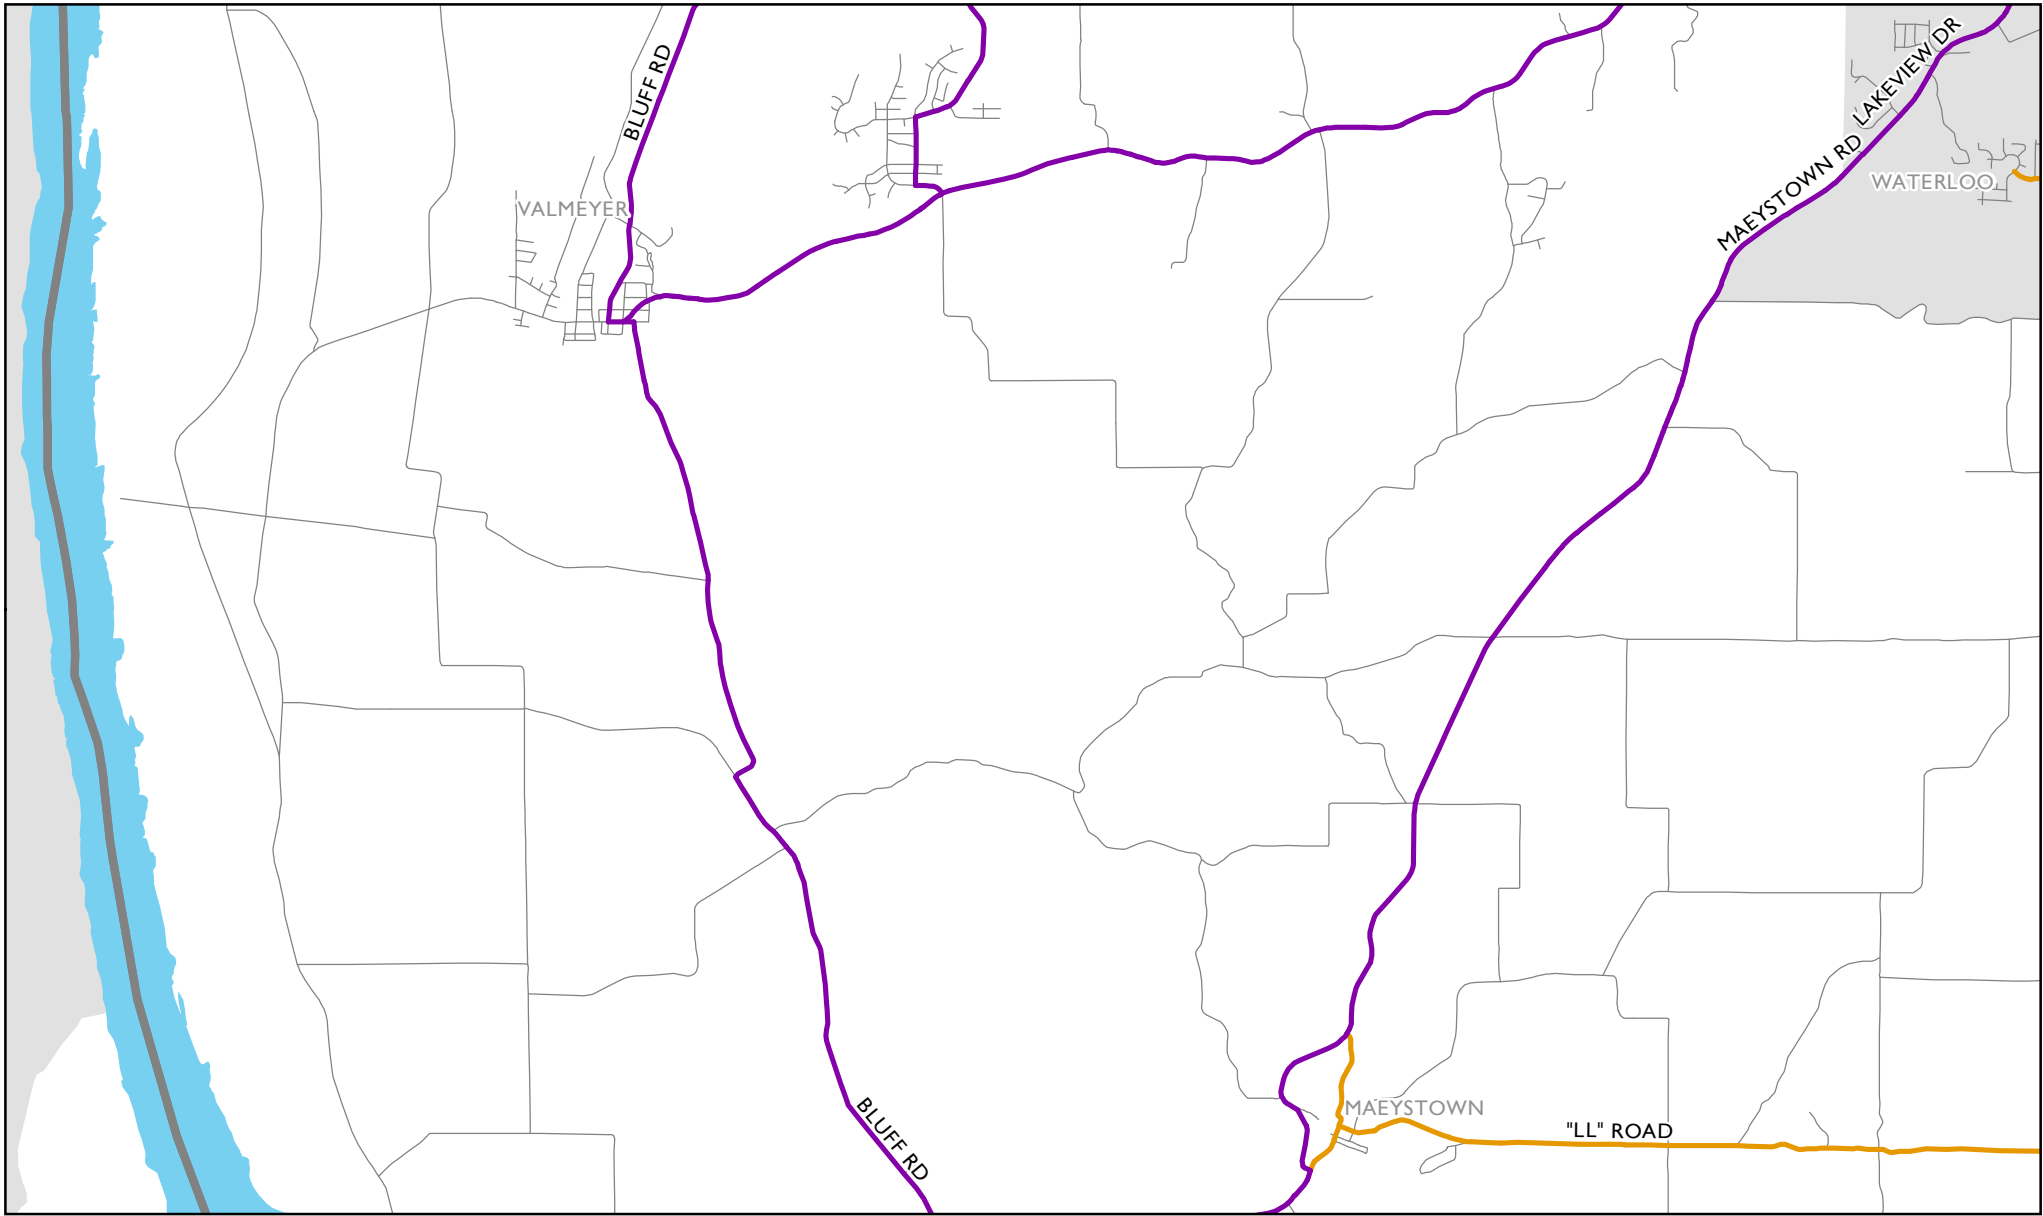 BLUFF RD
LAKEVIEW DR
MAEYSTOWN RD
WATERLOO
VALMEYER
MAEYSTOWN
"LL" ROAD
BLUFF RD